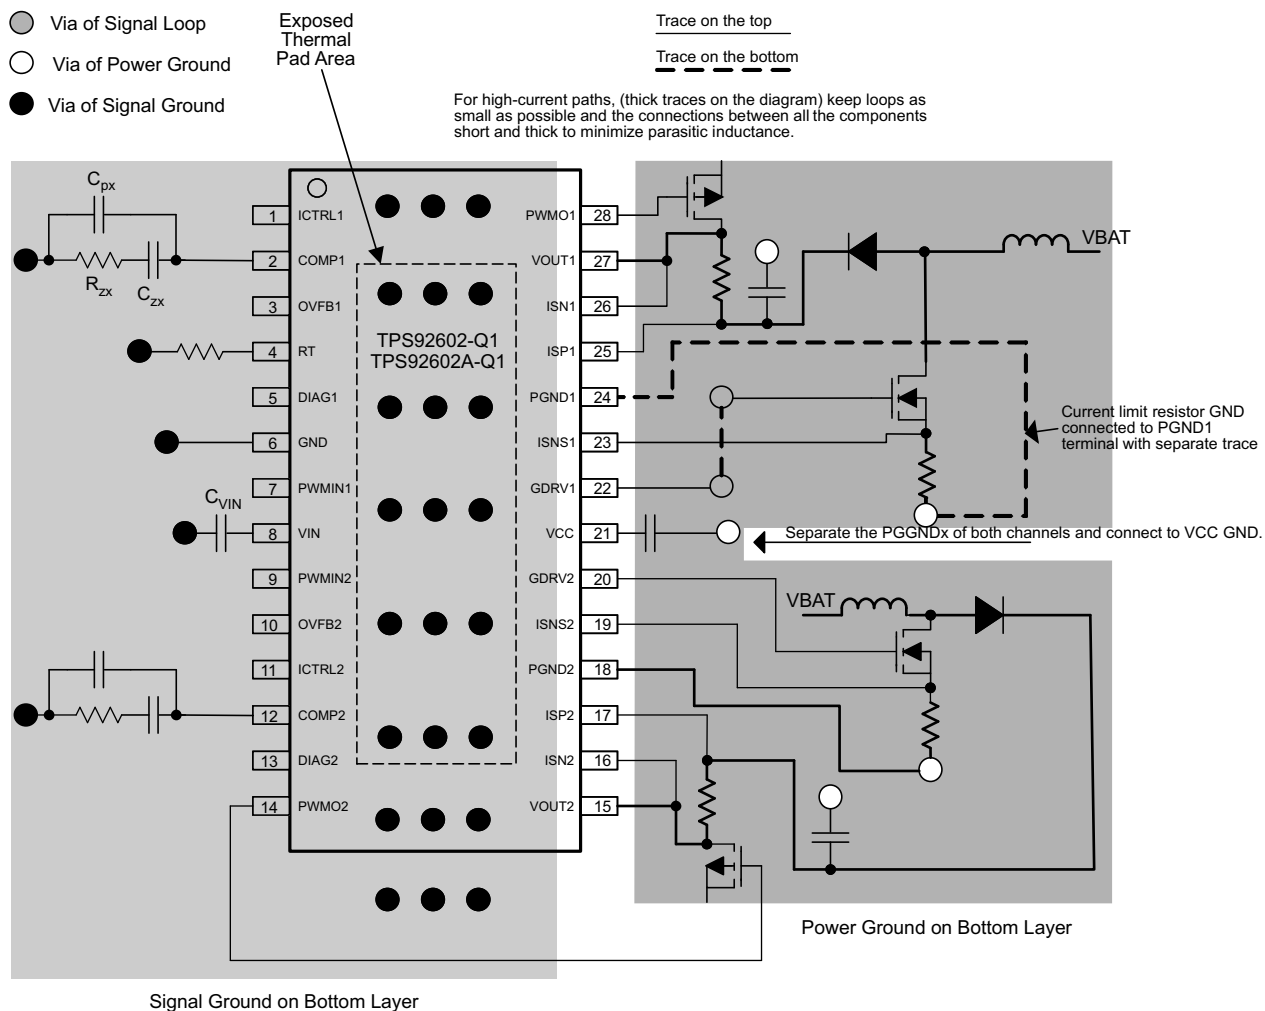 Via of Signal Loop
Via of Power Ground
Via of Signal Ground
Exposed
Thermal
Pad Area
Trace on the top
Trace on the bottom
For high-current paths, (thick traces on the diagram) keep loops as
small as possible and the connections between all the components
short and thick to minimize parasitic inductance.
Cpx
Rzx
Czx
CVIN
1 ICTRL1
2 COMP1
3 OVFB1
4 RT
5 DIAG1
6 GND
7 PWMIN1
8 VIN
9 PWMIN2
10 OVFB2
11 ICTRL2
12 COMP2
13 DIAG2
14 PWMO2
TPS92602-Q1
TPS92602A-Q1
PWMO1 28
VOUT1 27
ISN1 26
ISP1 25
PGND1 24
ISNS1 23
GDRV1 22
VCC 21
GDRV2 20
ISNS2 19
PGND2 18
ISP2 17
ISN2 16
VOUT2 15
VBAT
Current limit resistor GND
connected to PGND1
terminal with separate trace
Separate the PGGNDx of both channels and connect to VCC GND.
VBAT
Power Ground on Bottom Layer
Signal Ground on Bottom Layer